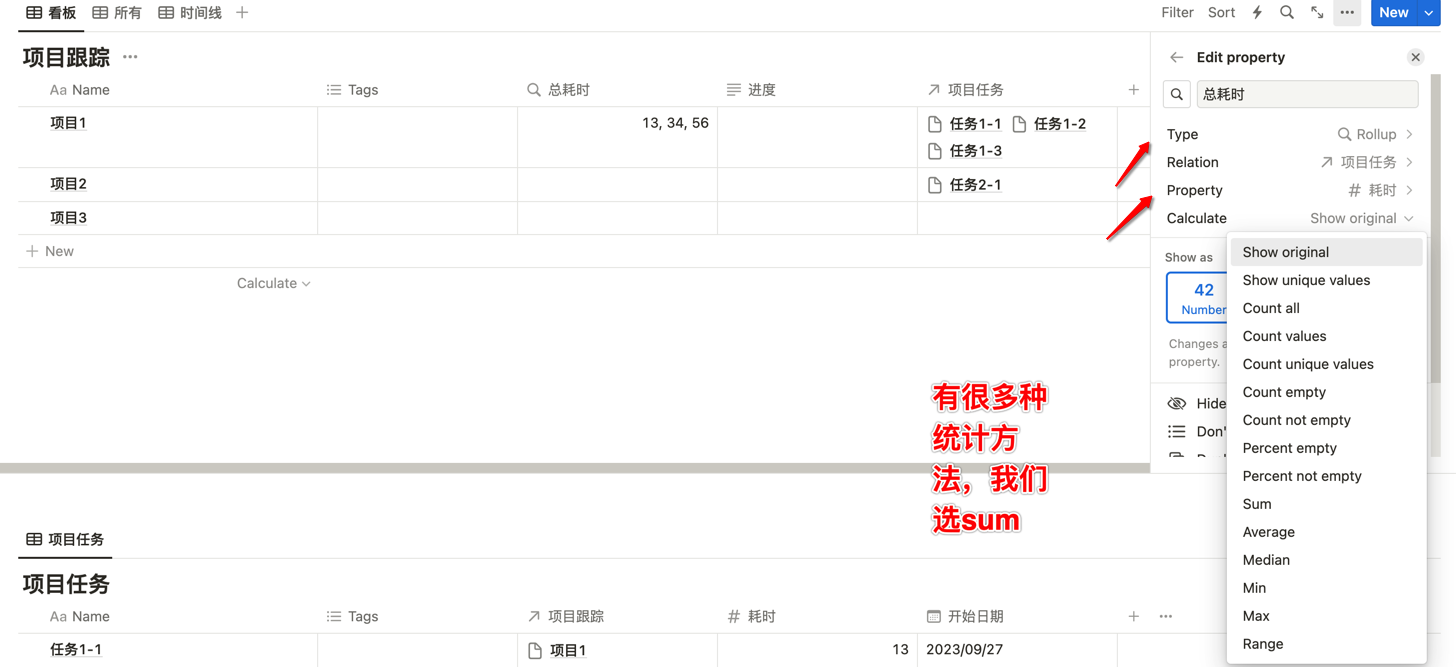 看板 所有 时间线
Filter Sort New
项目跟踪
Aa Name Tags 总耗时 进度 项目任务
项目1 13, 34, 56 任务1-1 任务1-2
任务1-3
项目2 任务2-1
项目3
New
Calculate
Edit property
总耗时
Type Rollup
Relation 项目任务
Property # 耗时
Calculate Show original
Show as
42
Number
Changes a
property.
Hide
Don'
Show original
Show unique values
Count all
Count values
Count unique values
Count empty
Count not empty
Percent empty
Percent not empty
Sum
Average
Median
Min
Max
Range
有很多种
统计方
法，我们
选sum
项目任务
项目任务
Aa Name Tags 项目跟踪 # 耗时 开始日期
任务1-1 项目1 13 2023/09/27